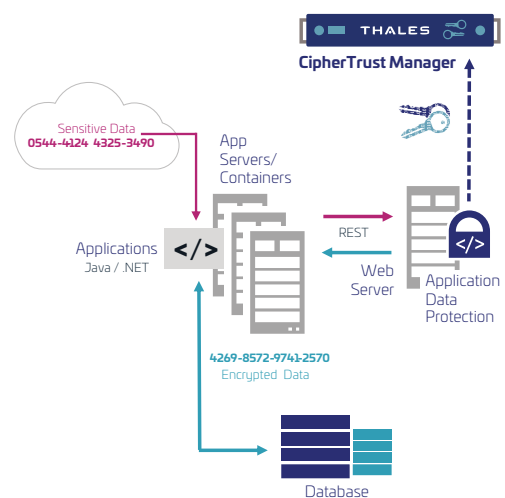 THALES
CipherTrust Manager
Sensitive Data
0544-4124 4325-3490
App
Servers/
Containers
</>
Applications
Java / .NET
REST
Web
Server
</>
Application
Data
Protection
4269-8572-9741-2570
Encrypted Data
Database